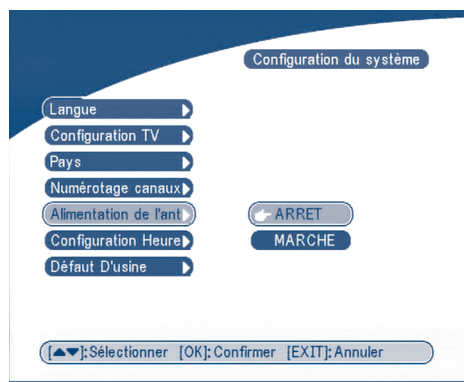 Configuration du système
Langue
Configuration TV
Pays
Numérotage canaux
Alimentation de l'ant
ARRET
Configuration Heure
MARCHE
Défaut D'usine
[▲▼]:Sélectionner [OK]:Confirmer [EXIT]:Annuler